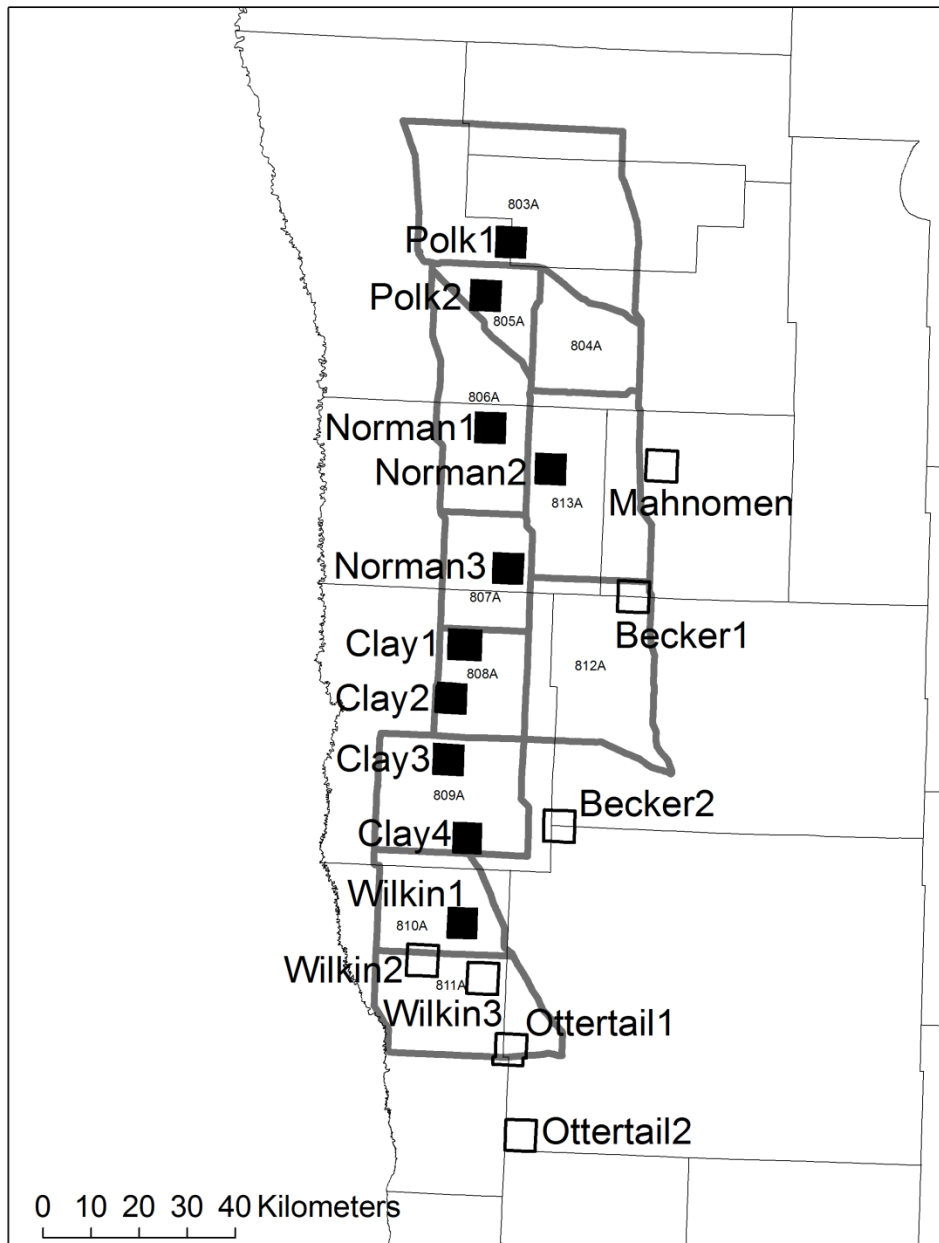 803A
Polk1
Polk2
805A
804A
806A
Norman1
Norman2
813A
Mahnomen
Norman3
807A
Becker1
Clay1
808A
812A
Clay2
Clay3
809A
Becker2
Clay4
Wilkin1
810A
Wilkin2
811A
Wilkin3
Ottertail1
Ottertail2
0 10 20 30 40 Kilometers